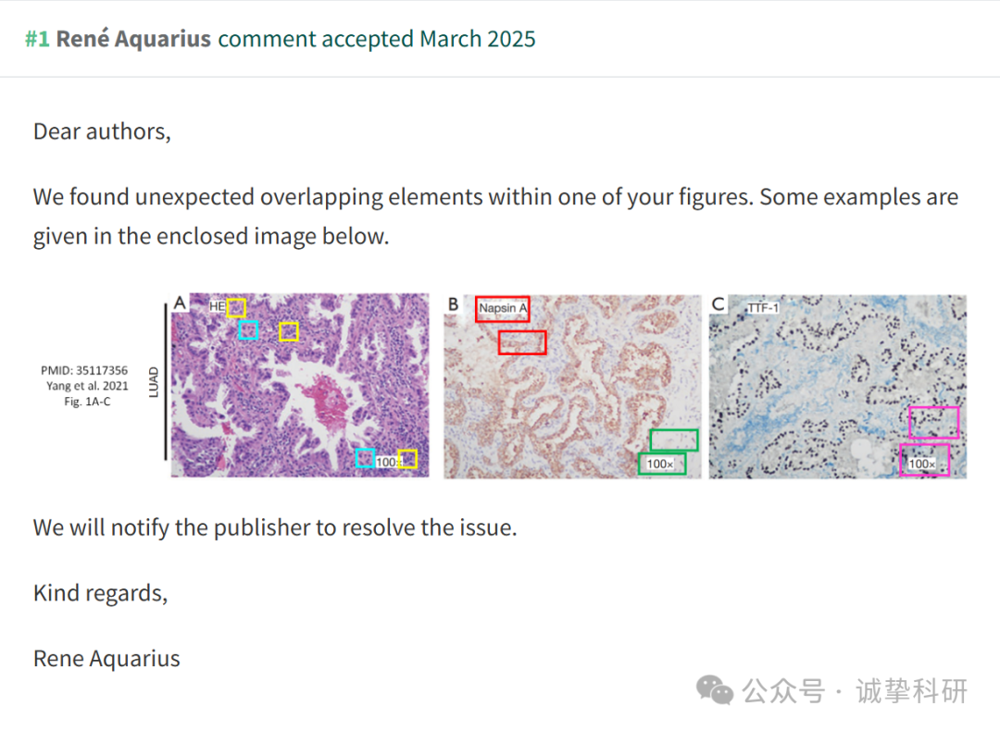 #1 René Aquarius comment accepted March 2025
Dear authors,
We found unexpected overlapping elements within one of your figures. Some examples are
given in the enclosed image below.
PMID: 35117356
Yang et al. 2021
Fig. 1A-C
LUAD
A
HE
100x
B
Napsin A
100x
C
TTF-1
100x
We will notify the publisher to resolve the issue.
Kind regards,
Rene Aquarius
公众号 · 诚挚科研